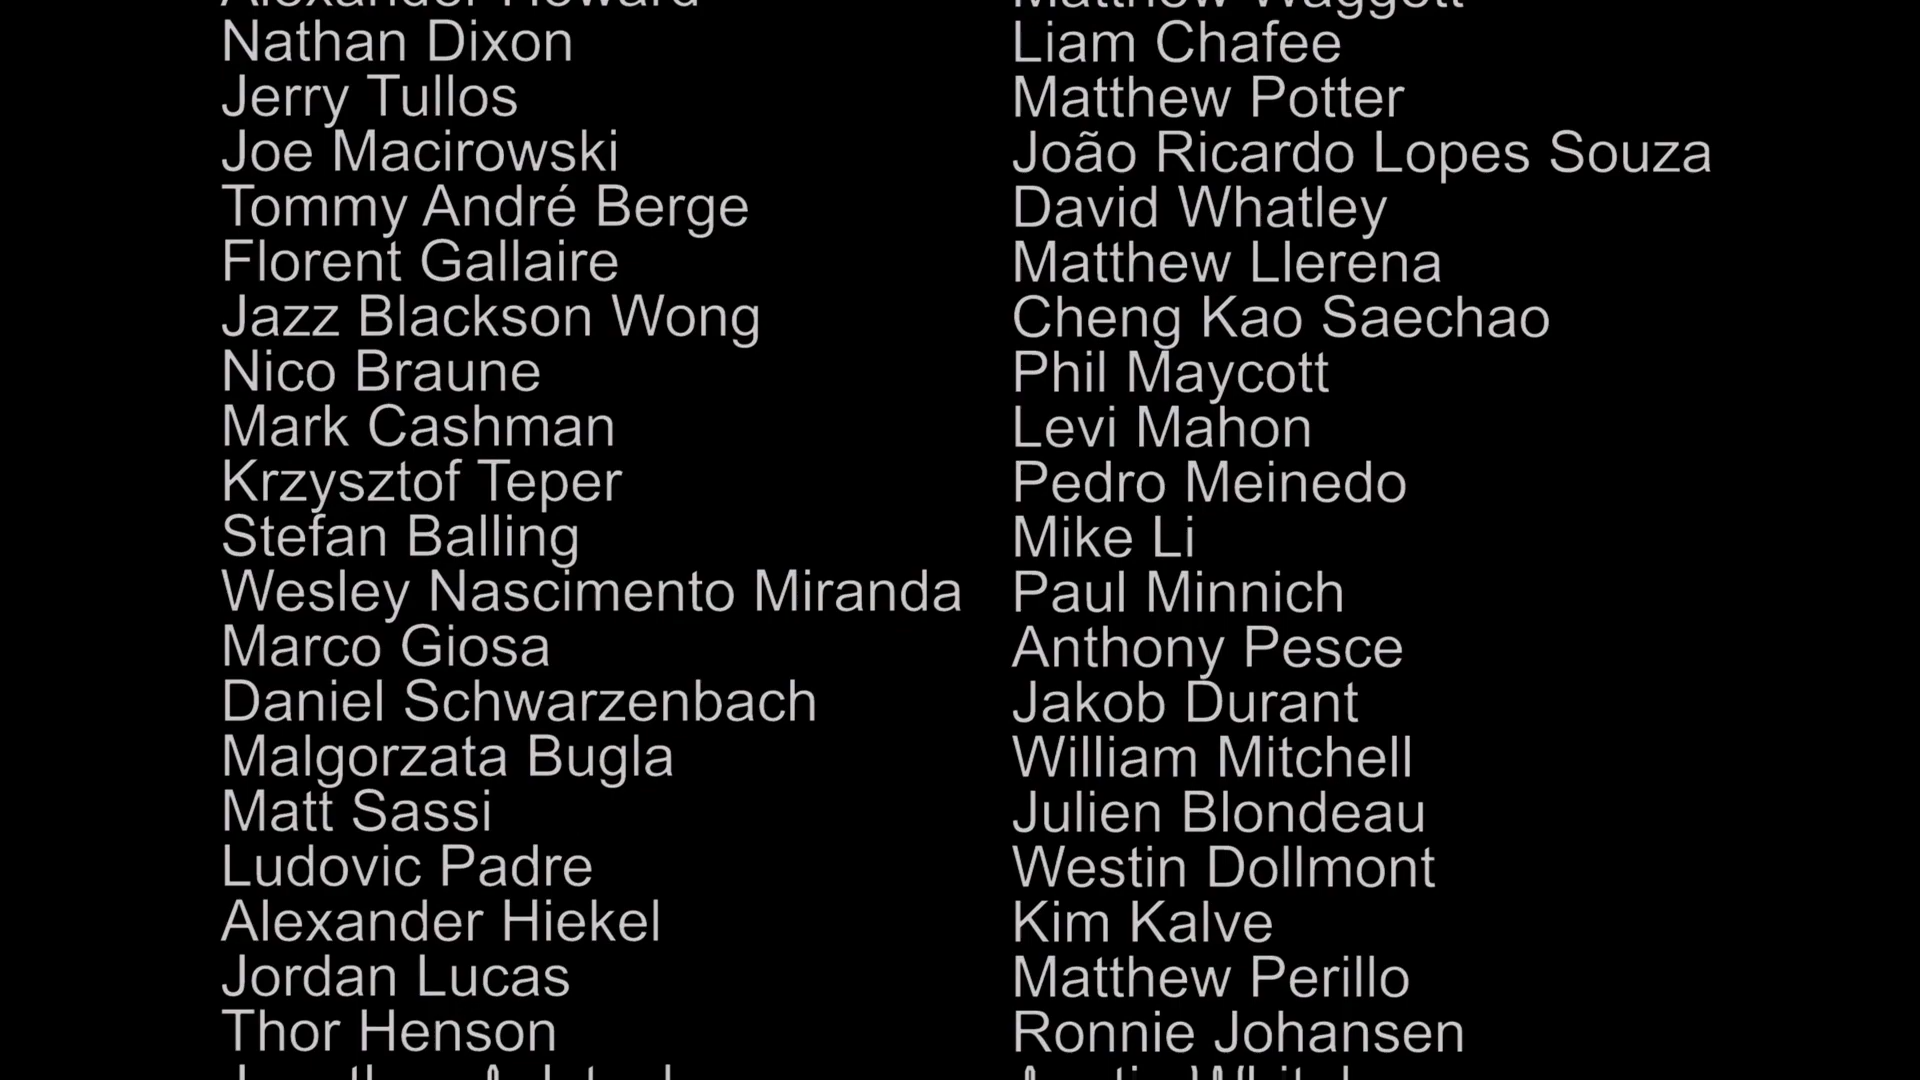 Alexander Howard
Nathan Dixon
Jerry Tullos
Joe Macirowski
Tommy André Berge
Florent Gallaire
Jazz Blackson Wong
Nico Braune
Mark Cashman
Krzysztof Teper
Stefan Balling
Wesley Nascimento Miranda
Marco Giosa
Daniel Schwarzenbach
Malgorzata Bugla
Matt Sassi
Ludovic Padre
Alexander Hiekel
Jordan Lucas
Thor Henson
Matthew Waggott
Liam Chafee
Matthew Potter
João Ricardo Lopes Souza
David Whatley
Matthew Llerena
Cheng Kao Saechao
Phil Maycott
Levi Mahon
Pedro Meinedo
Mike Li
Paul Minnich
Anthony Pesce
Jakob Durant
William Mitchell
Julien Blondeau
Westin Dollmont
Kim Kalve
Matthew Perillo
Ronnie Johansen